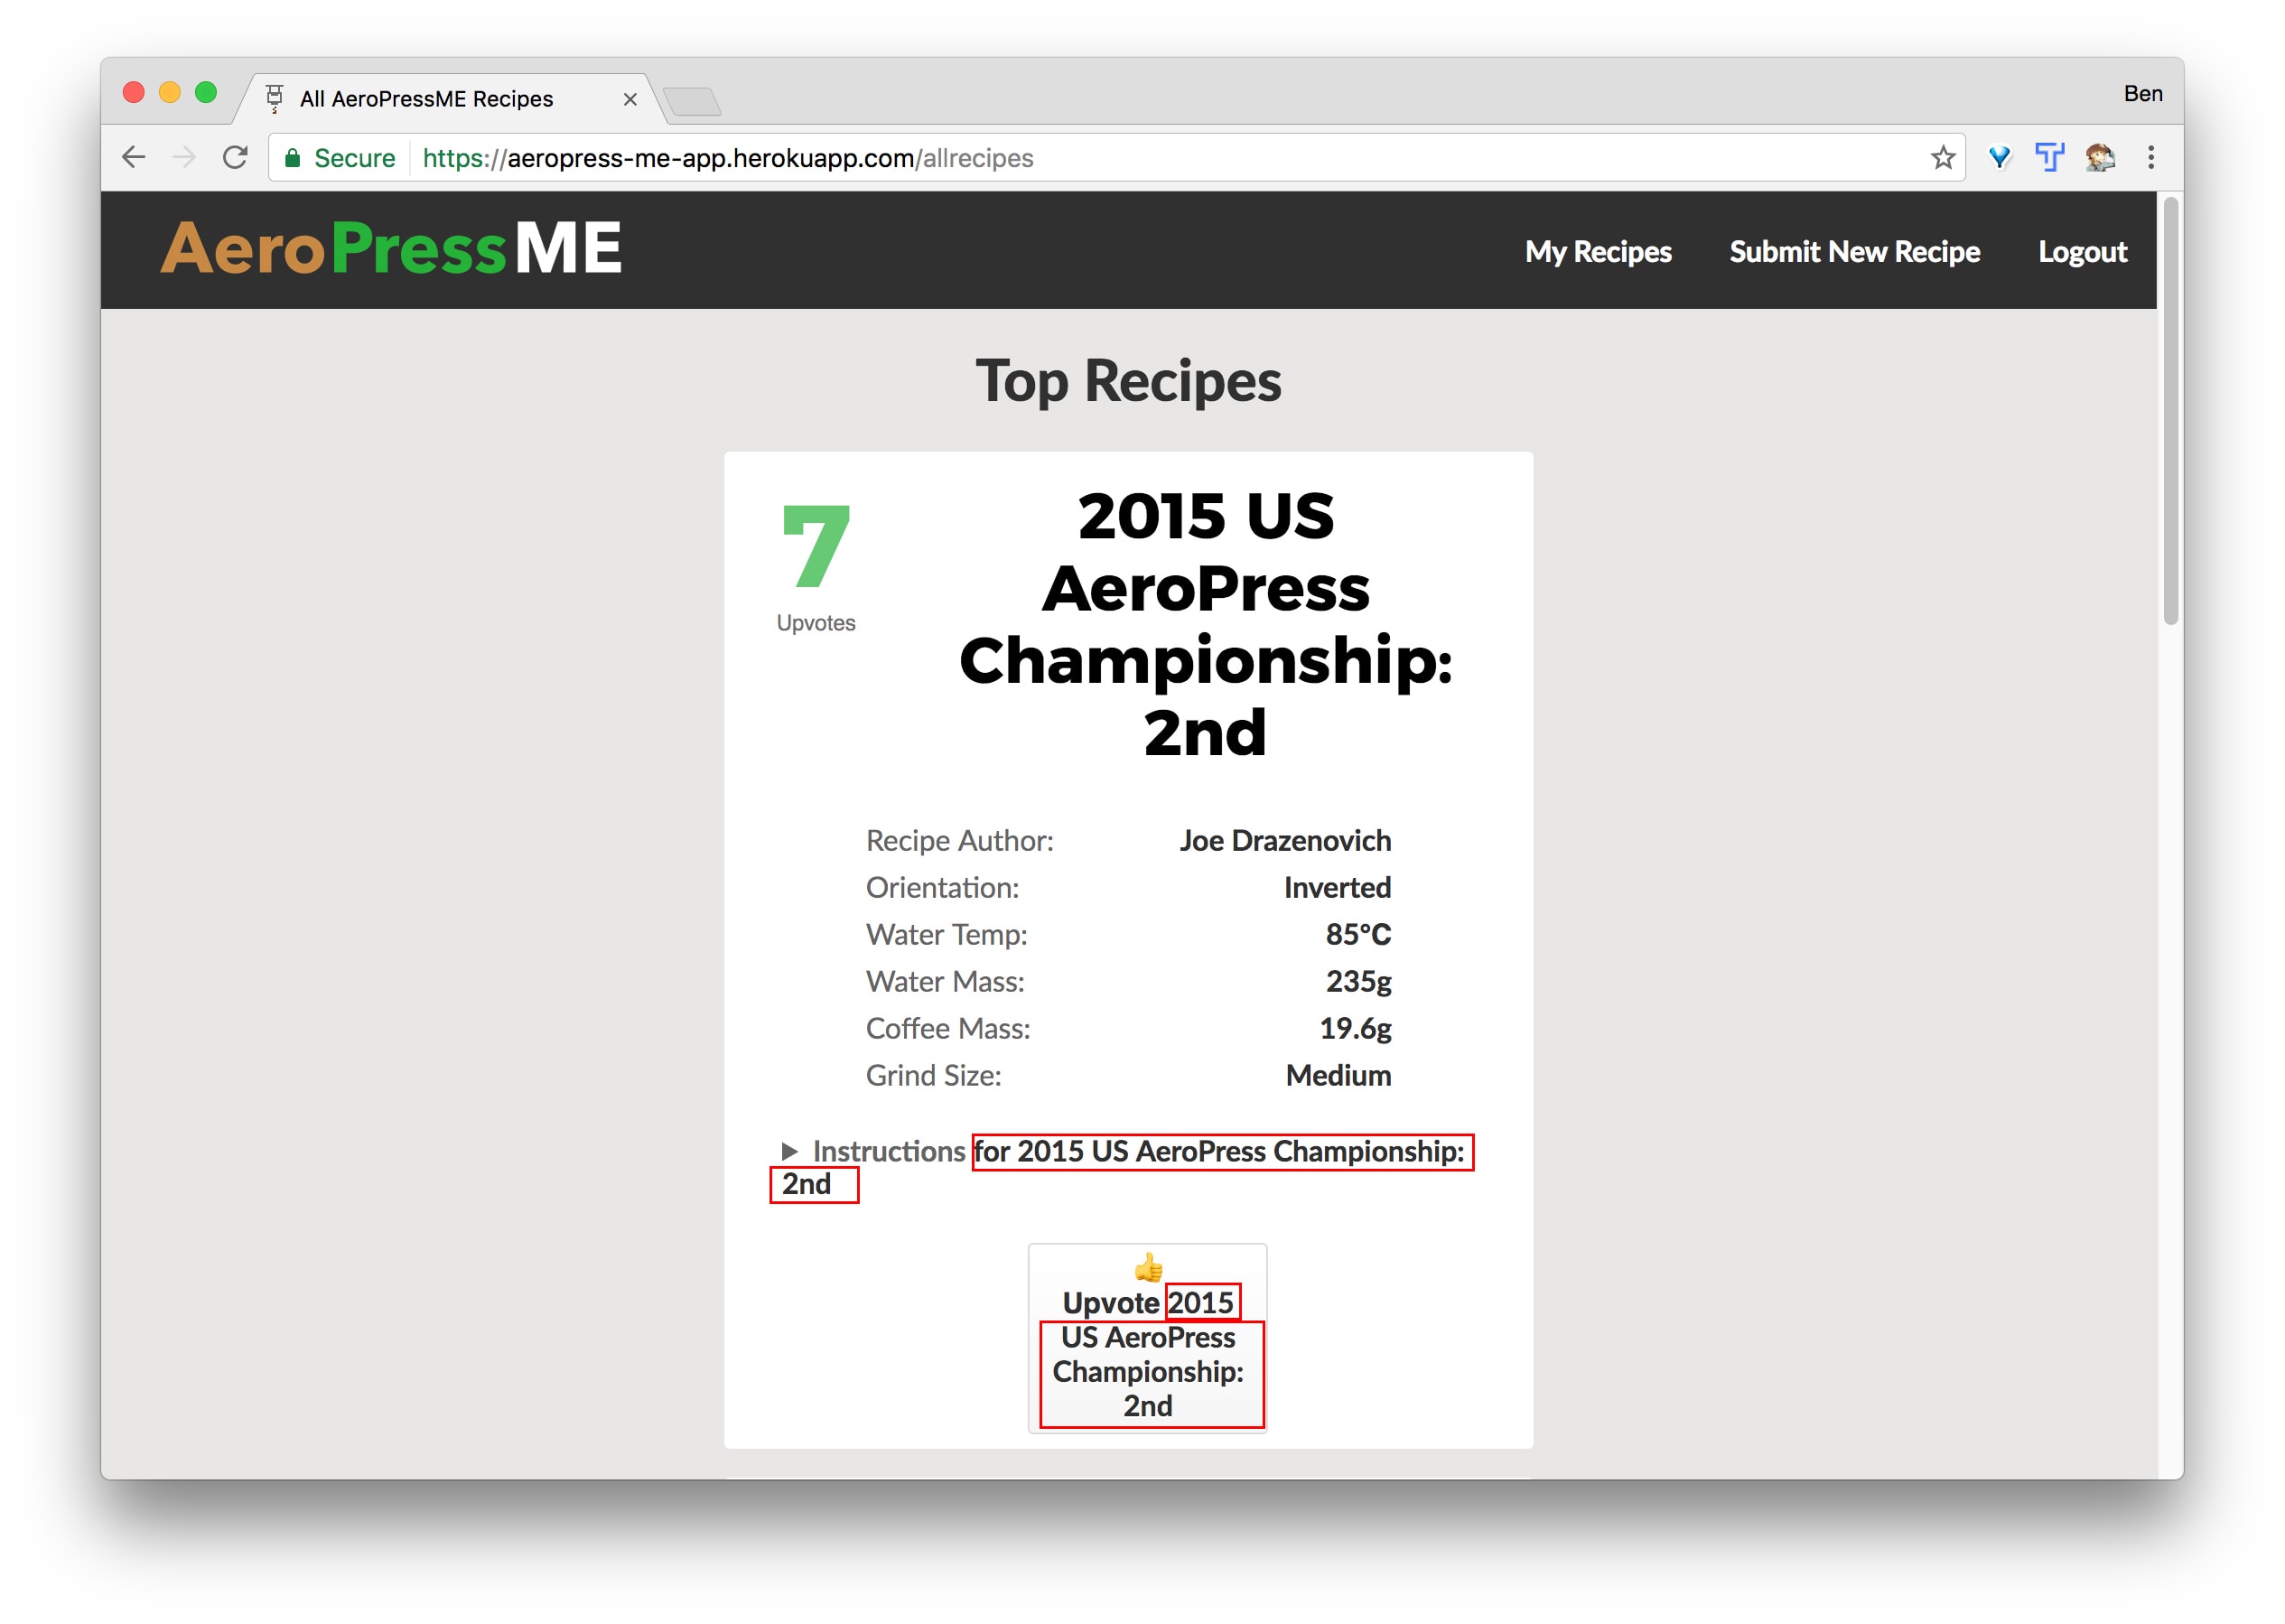 All AeroPressME Recipes
Ben
Secure https://aeropress-me-app.herokuapp.com/allrecipes
AeroPressME
My Recipes Submit New Recipe Logout
Top Recipes
7
Upvotes
2015 US
AeroPress
Championship:
2nd
Recipe Author: Joe Drazenovich
Orientation: Inverted
Water Temp: 85°C
Water Mass: 235g
Coffee Mass: 19.6g
Grind Size: Medium
Instructions for 2015 US AeroPress Championship:
2nd
Upvote 2015
US AeroPress
Championship:
2nd